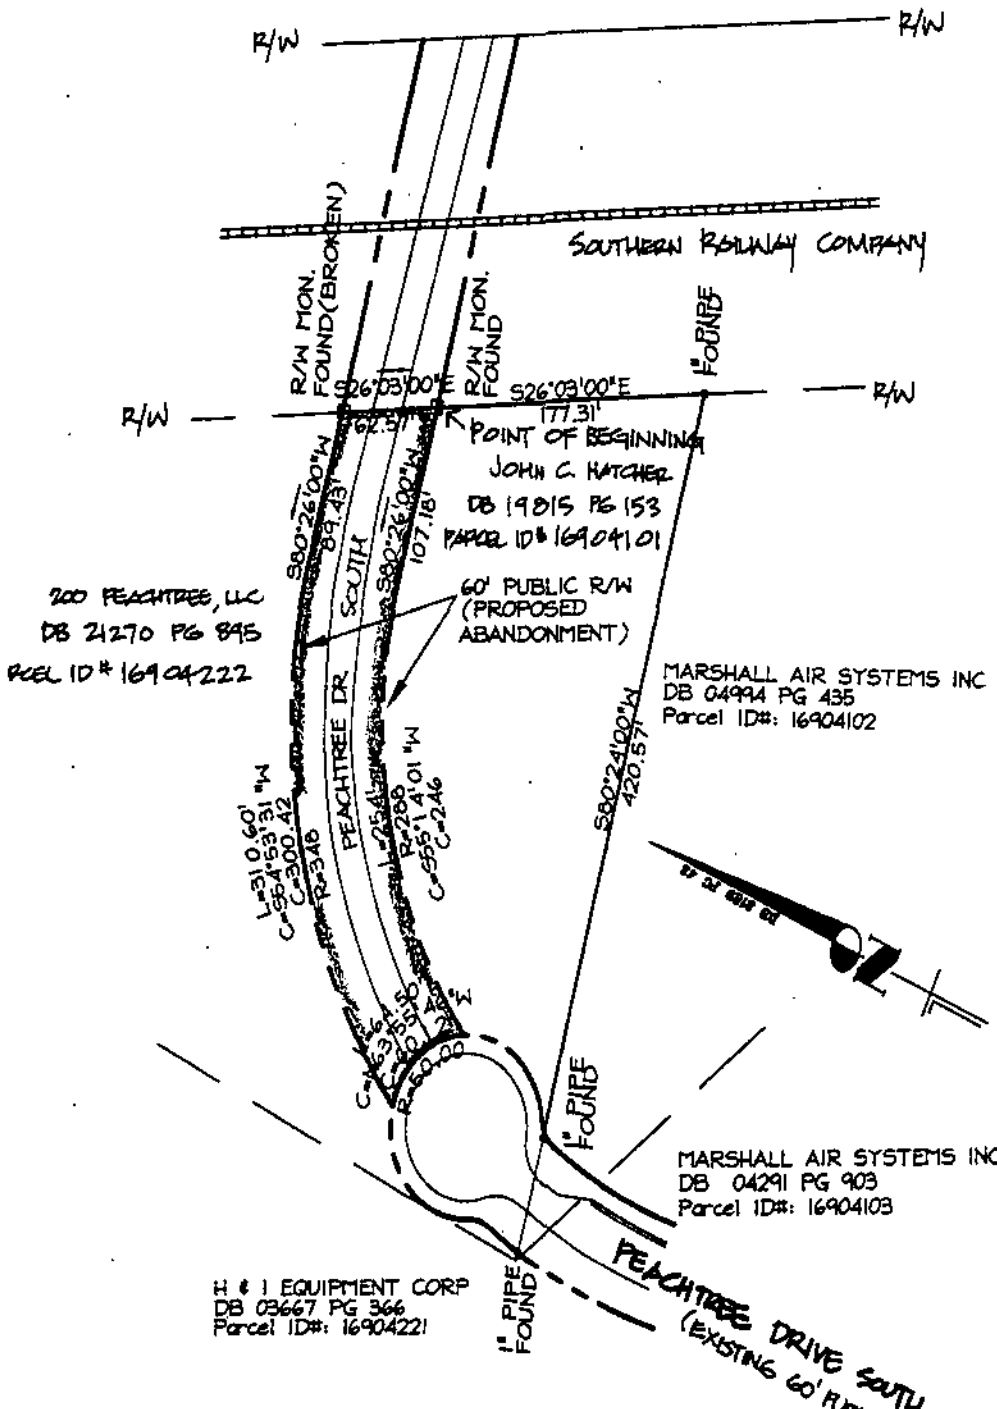 R/W
R/W
SOUTHERN RAILWAY COMPANY
R/W MON.
FOUND(BROKEN)
R/W MON.
FOUND
1" PIPE
FOUND
R/W
S26°03'00"E
62.57'
S26°03'00"E
177.31'
R/W
POINT OF BEGINNING
JOHN C. HATCHER
DB 19815 PG 153
PARCEL ID# 16904101
S80°26'00"W
89.43'
S80°26'00"W
107.18'
60' PUBLIC R/W
(PROPOSED
ABANDONMENT)
200 PEACHTREE, LLC
DB 21270 PG 895
RCEL ID# 16904222
PEACHTREE DR. SOUTH
MARSHALL AIR SYSTEMS INC
DB 04994 PG 435
Parcel ID#: 16904102
S80°24'00"W
420.57'
L=310.60'
C=S54°53'31"W
C=300.42
R=348
L=254'
R=288
C=S55°14'01"W
C=246
N
R=60.00
1" PIPE
FOUND
MARSHALL AIR SYSTEMS INC
DB 04291 PG 903
Parcel ID#: 16904103
H & I EQUIPMENT CORP
DB 03667 PG 366
Parcel ID#: 16904221
1" PIPE
FOUND
PEACHTREE DRIVE SOUTH
(EXISTING 60'